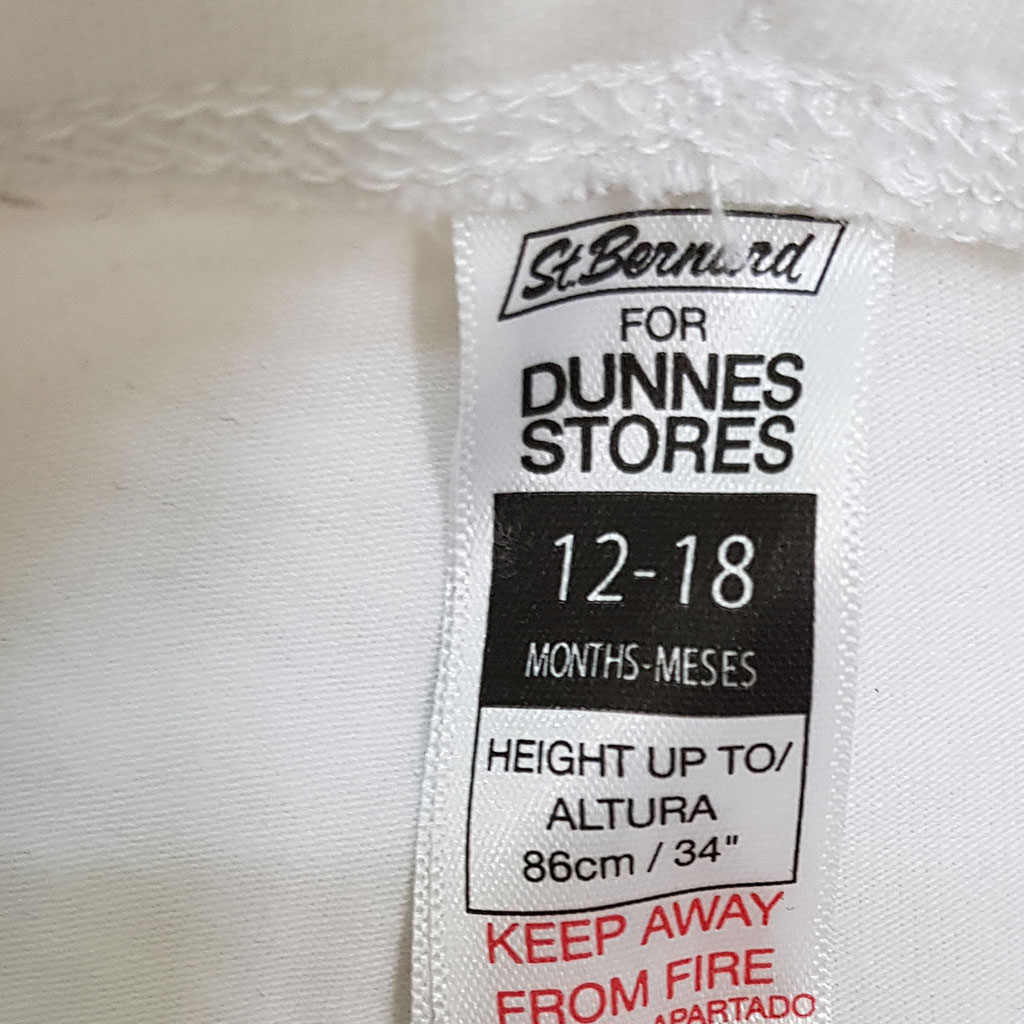 St.Bernard
FOR
DUNNES
STORES
12-18
MONTHS-MESES
HEIGHT UP TO/
ALTURA
86cm / 34"
KEEP AWAY
FROM FIRE
APARTADO